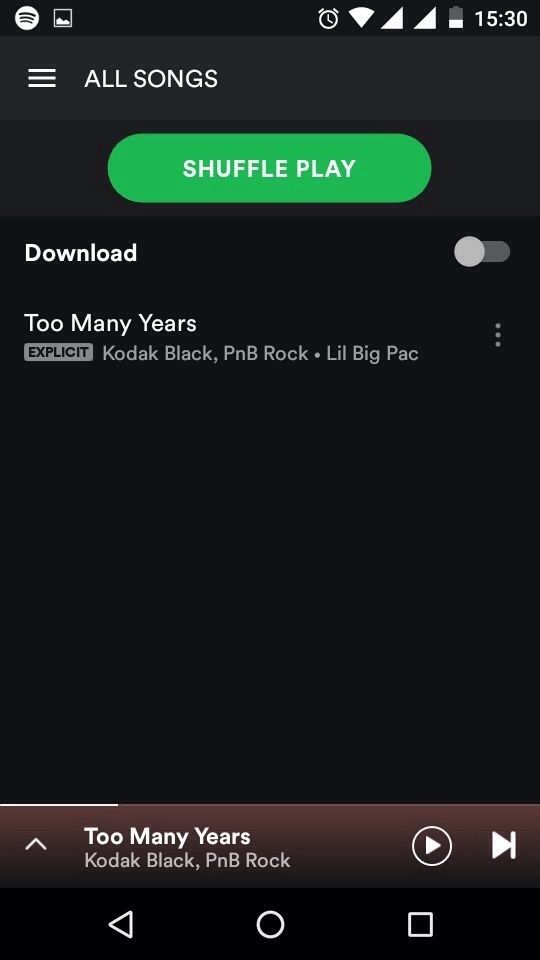 15:30
ALL SONGS
SHUFFLE PLAY
Download
Too Many Years
EXPLICIT Kodak Black, PnB Rock • Lil Big Pac
Too Many Years
Kodak Black, PnB Rock